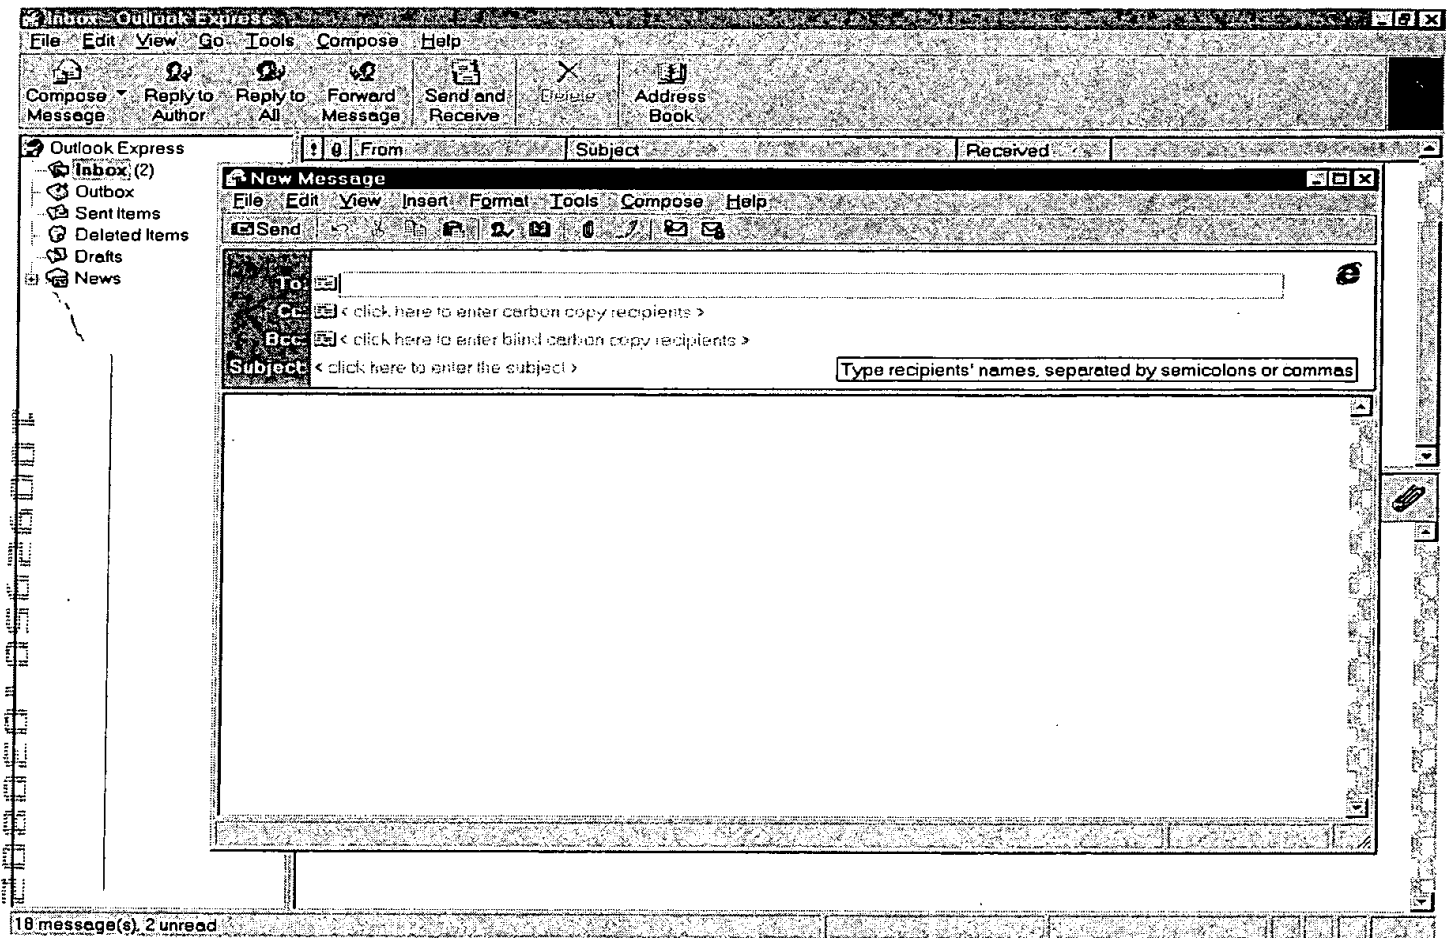 Inbox - Outlook Express
File Edit View Go Tools Compose Help
Compose Message
Reply to Author
Reply to All
Forward Message
Send and Receive
Delete
Address Book
Outlook Express
Inbox (2)
Outbox
Sent Items
Deleted Items
Drafts
News
! From Subject Received
New Message
File Edit View Insert Format Tools Compose Help
Send
To:
Cc: < click here to enter carbon copy recipients >
Bcc: < click here to enter blind carbon copy recipients >
Subject: < click here to enter the subject >
Type recipients' names, separated by semicolons or commas
18 message(s), 2 unread